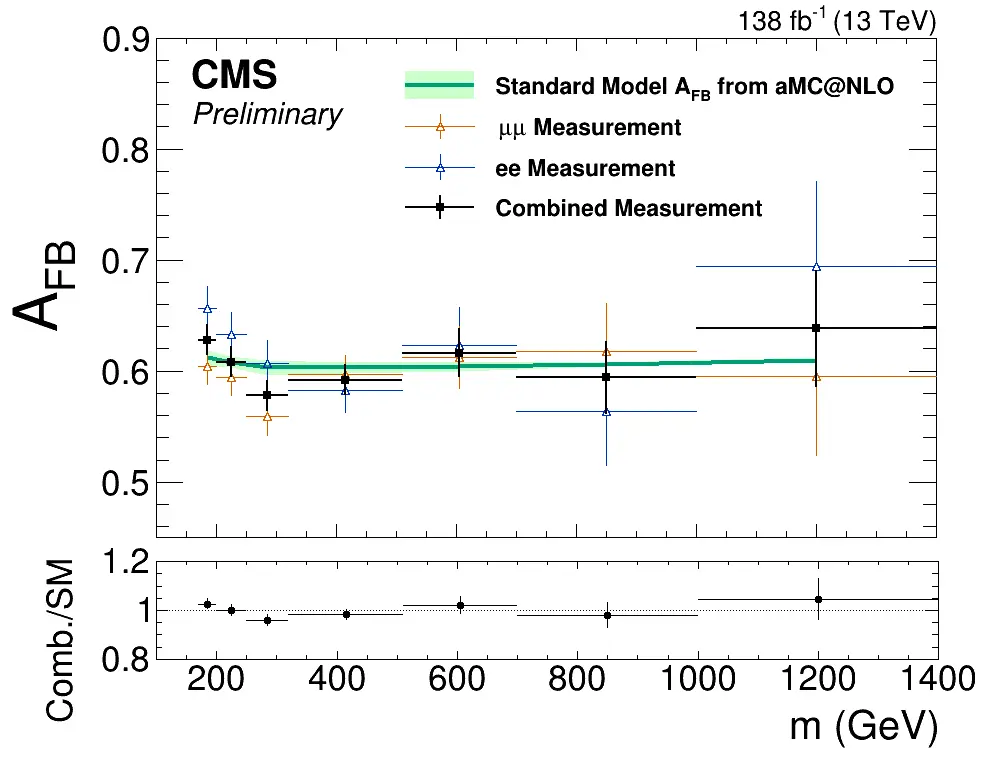 138 fb⁻¹ (13 TeV)
CMS
Preliminary
Standard Model A_FB from aMC@NLO
μμ Measurement
ee Measurement
Combined Measurement
A_FB
0.9
0.8
0.7
0.6
0.5
Comb./SM
1.2
1
0.8
200 400 600 800 1000 1200 1400
m (GeV)